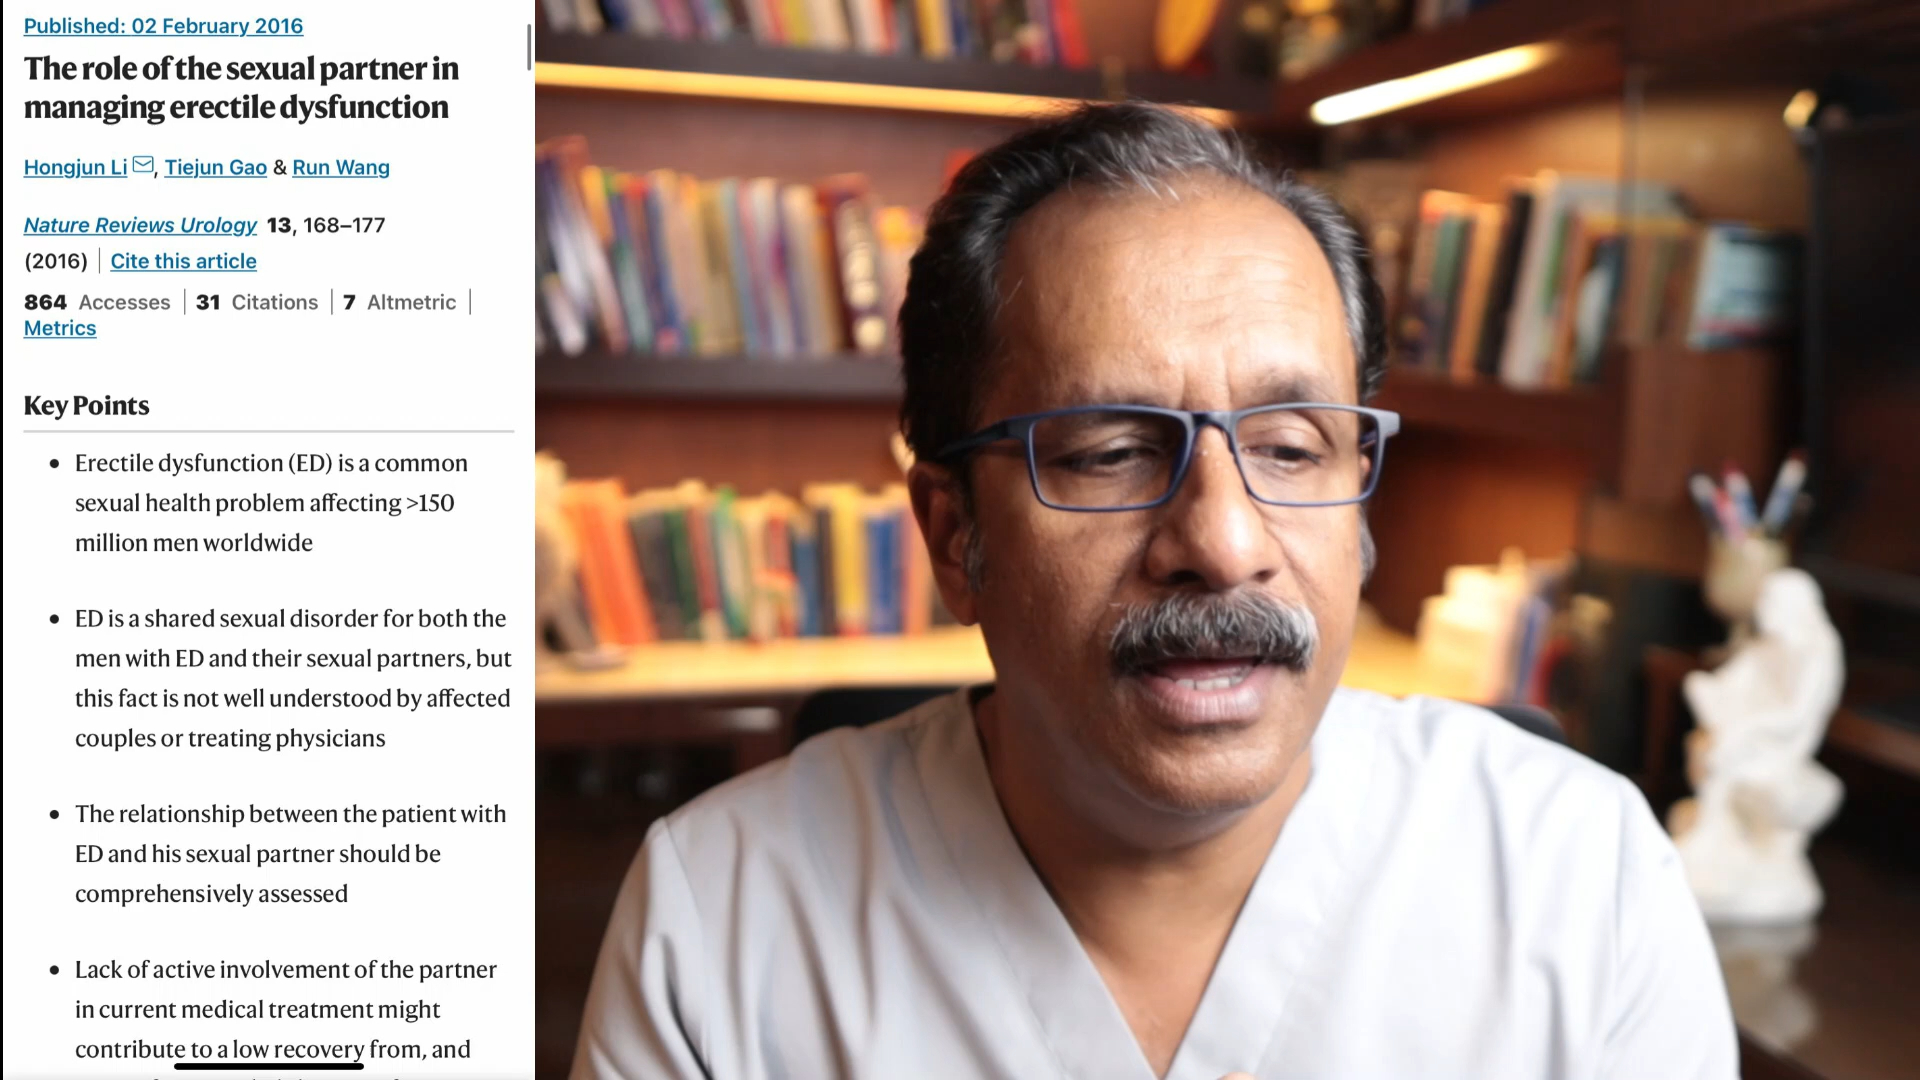 Published: 02 February 2016
The role of the sexual partner in
managing erectile dysfunction
Hongjun Li, Tiejun Gao & Run Wang
Nature Reviews Urology 13, 168–177
(2016) | Cite this article
864 Accesses | 31 Citations | 7 Altmetric |
Metrics
Key Points
• Erectile dysfunction (ED) is a common
sexual health problem affecting >150
million men worldwide
• ED is a shared sexual disorder for both the
men with ED and their sexual partners, but
this fact is not well understood by affected
couples or treating physicians
• The relationship between the patient with
ED and his sexual partner should be
comprehensively assessed
• Lack of active involvement of the partner
in current medical treatment might
contribute to a low recovery from, and